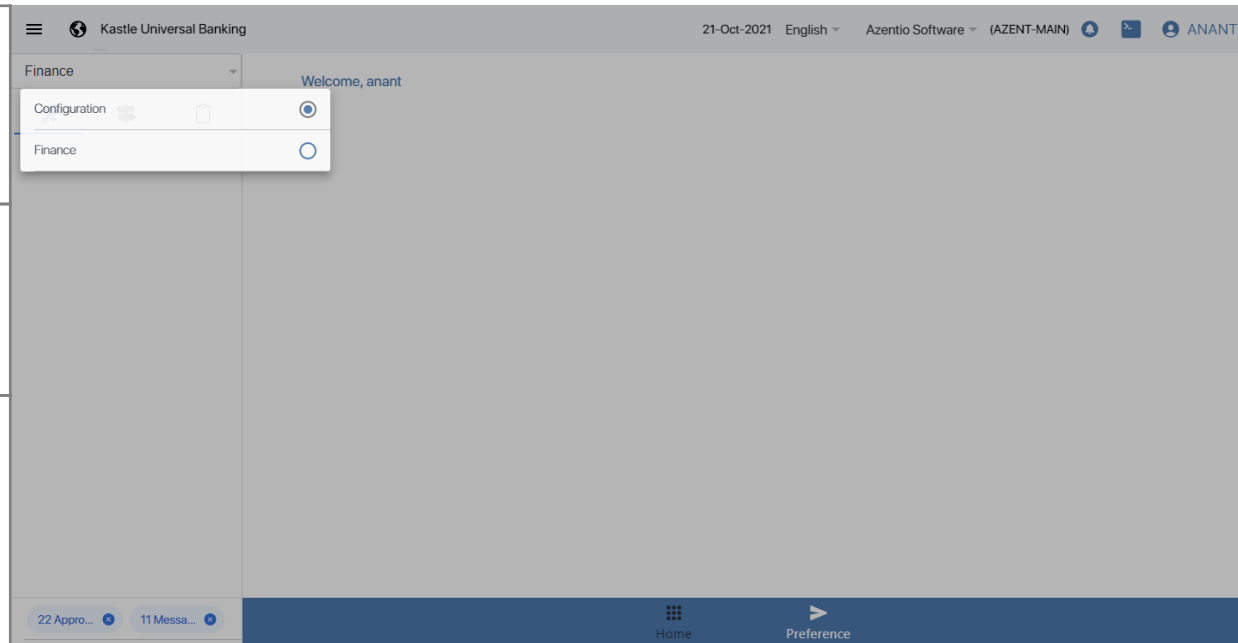 Kastle Universal Banking 21-Oct-2021 English Azentio Software (AZENT-MAIN) ANANT
Finance
Welcome, anant
Configuration
Finance
22 Appro... 11 Messa...
Home Preference